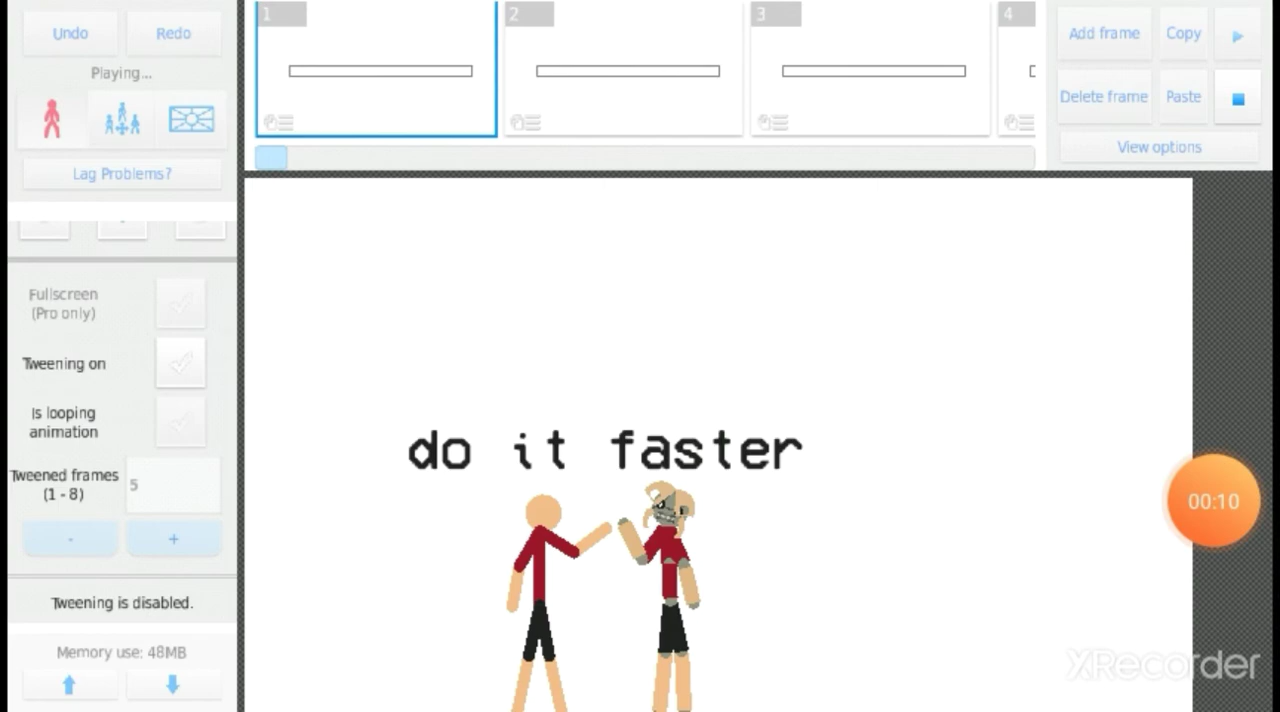 Undo
Redo
1
2
3
4
Add frame
Copy
Playing...
Delete frame
Paste
View options
Lag Problems?
Fullscreen
(Pro only)
Tweening on
Is looping
animation
Tweened frames
(1 - 8)
5
-
+
Tweening is disabled.
Memory use: 48MB
do it faster
00:10
XRecorder